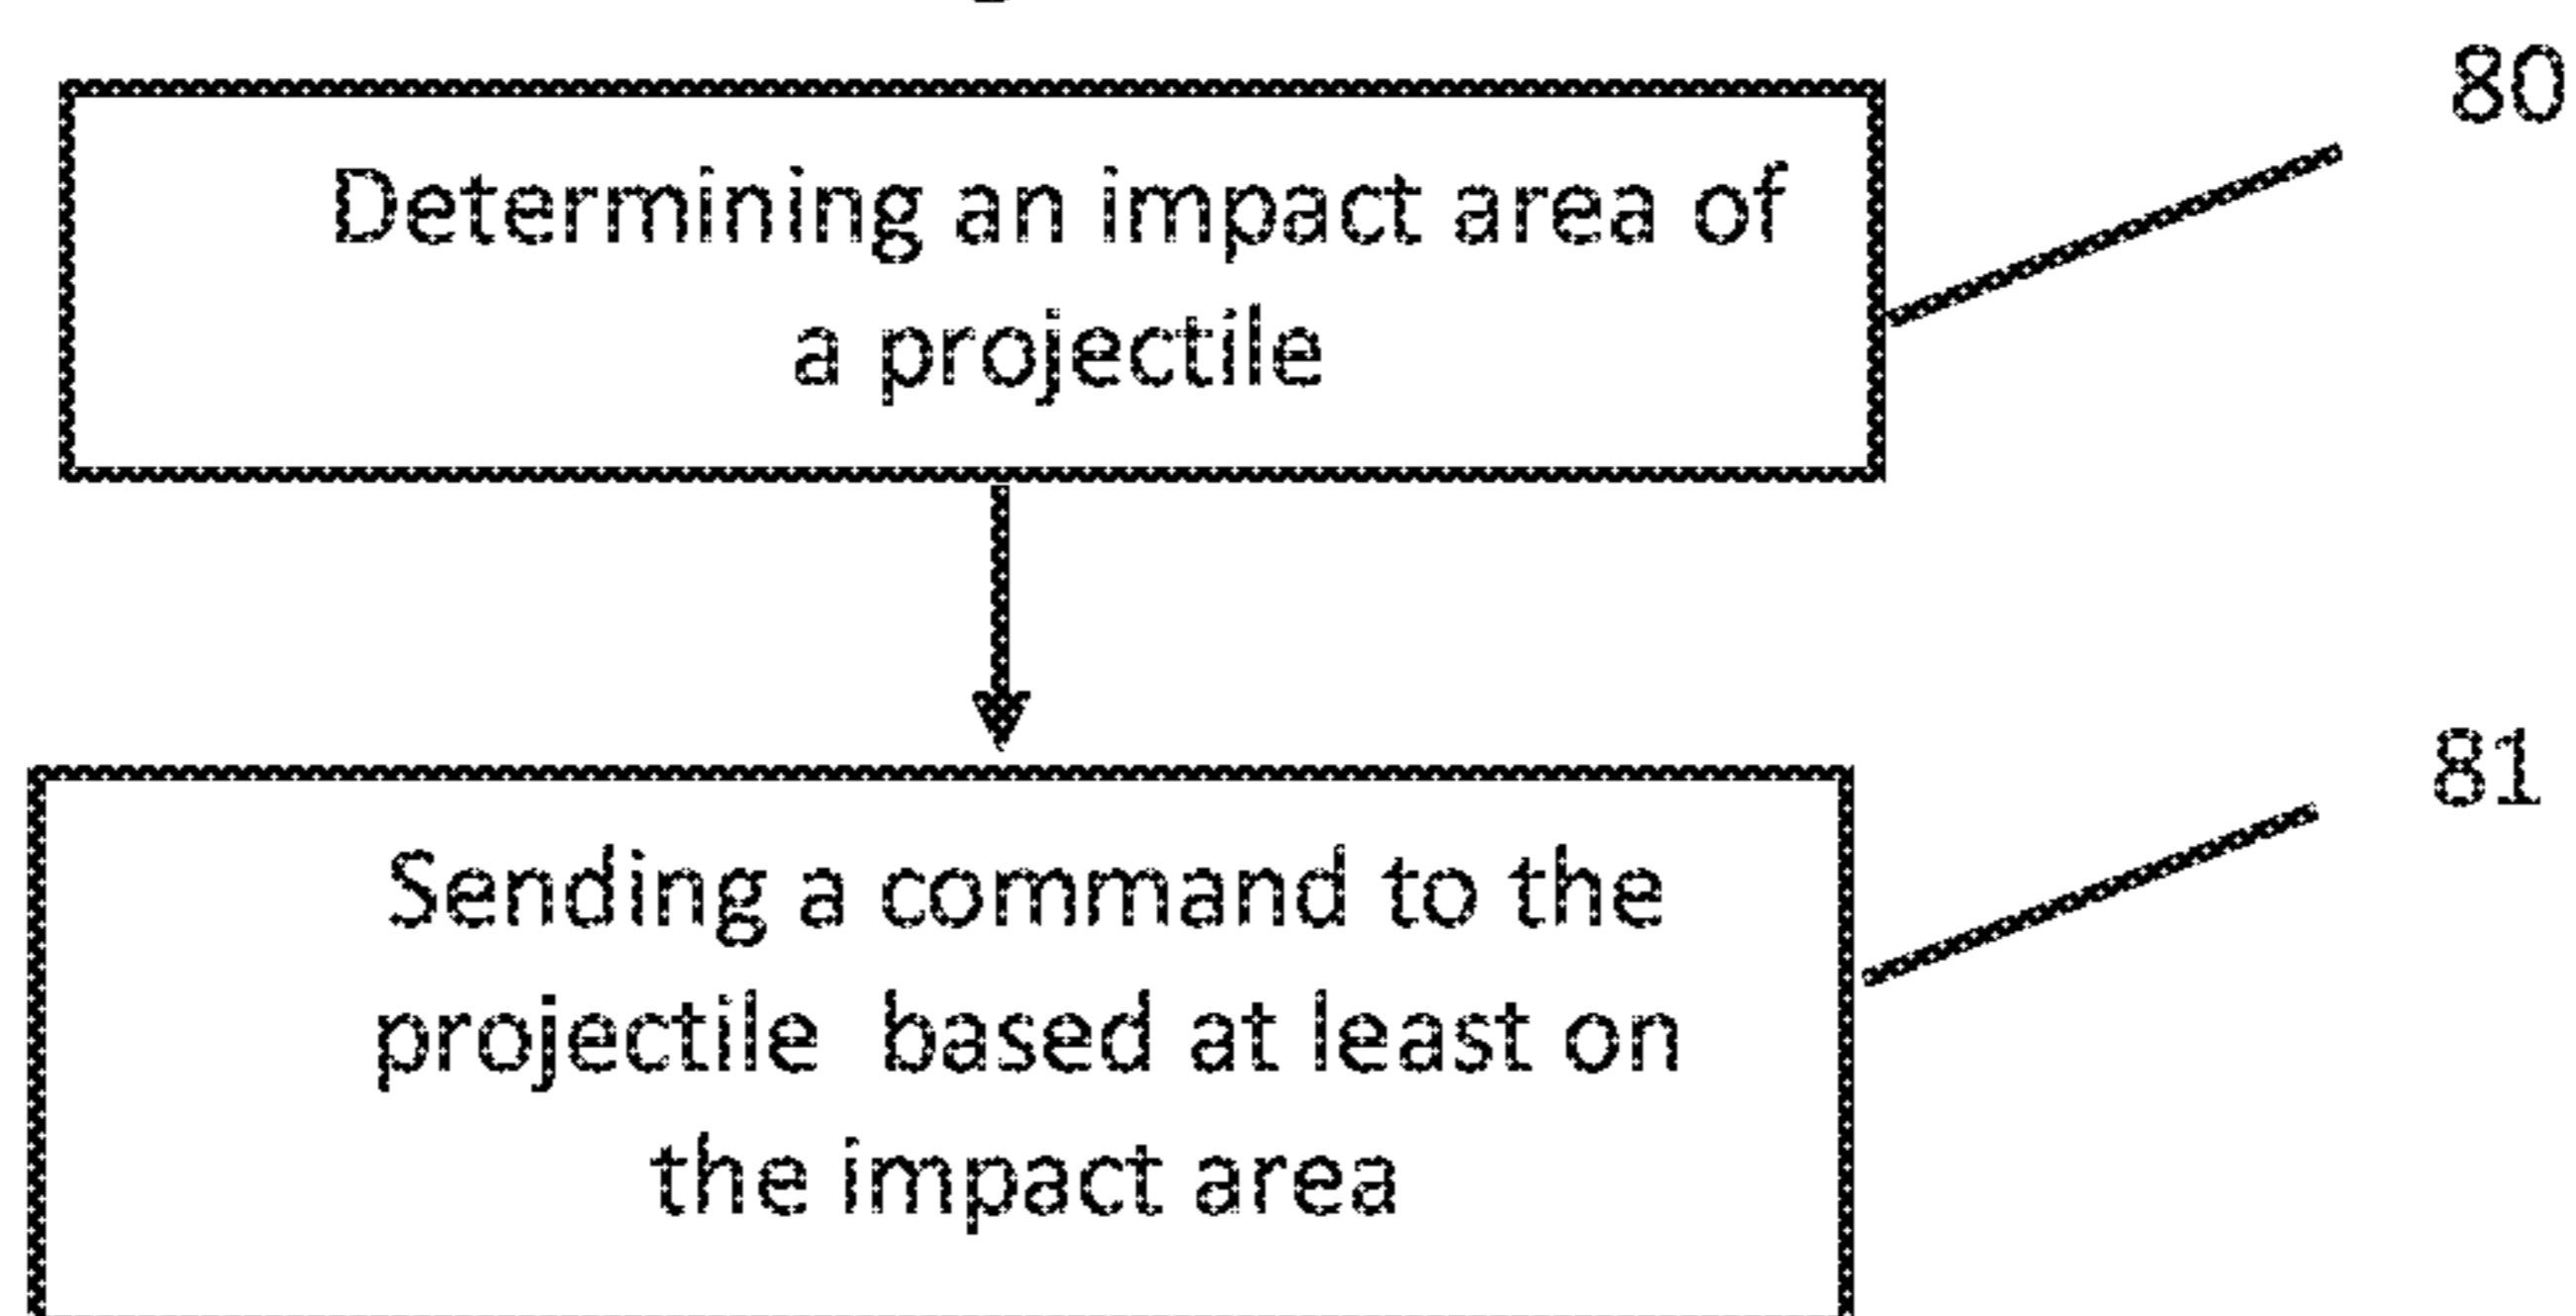 80
Determining an impact area of
a projectile
81
Sending a command to the
projectile  based at least on
the impact area